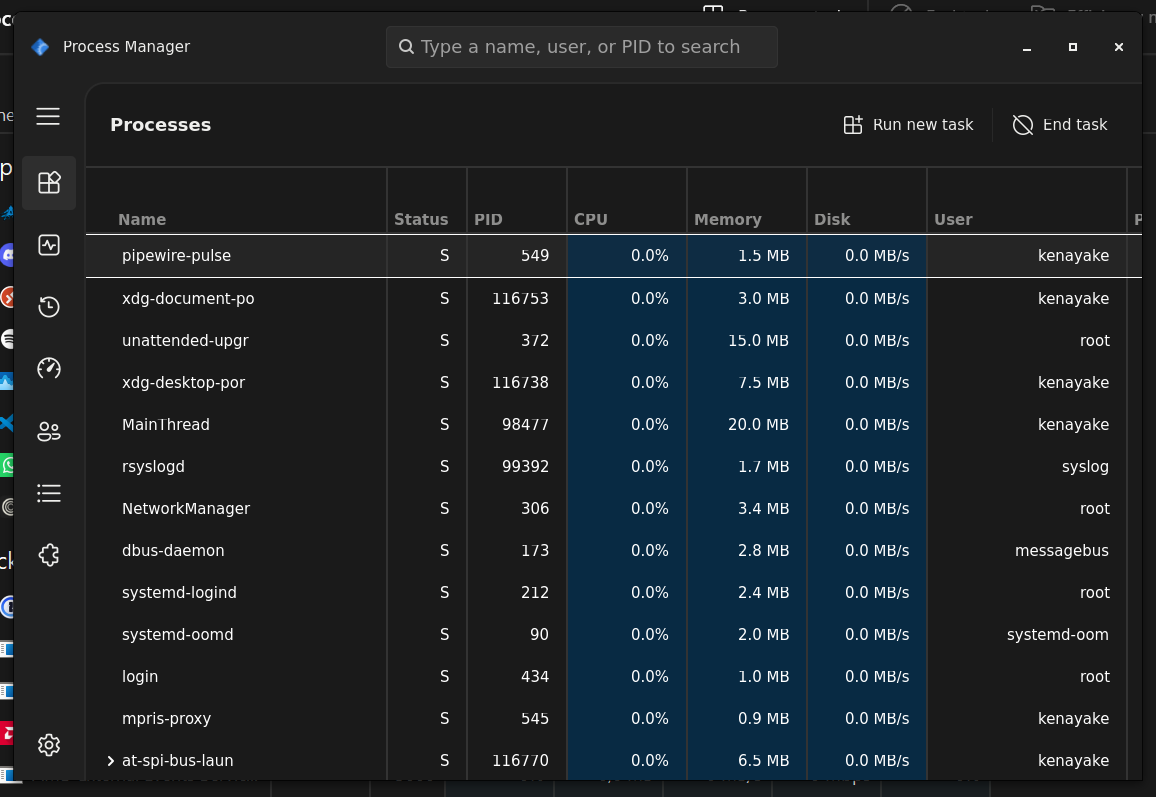 Process Manager
Type a name, user, or PID to search
Processes
Run new task
End task
Name Status PID CPU Memory Disk User
pipewire-pulse S 549 0.0% 1.5 MB 0.0 MB/s kenayake
xdg-document-po S 116753 0.0% 3.0 MB 0.0 MB/s kenayake
unattended-upgr S 372 0.0% 15.0 MB 0.0 MB/s root
xdg-desktop-por S 116738 0.0% 7.5 MB 0.0 MB/s kenayake
MainThread S 98477 0.0% 20.0 MB 0.0 MB/s kenayake
rsyslogd S 99392 0.0% 1.7 MB 0.0 MB/s syslog
NetworkManager S 306 0.0% 3.4 MB 0.0 MB/s root
dbus-daemon S 173 0.0% 2.8 MB 0.0 MB/s messagebus
systemd-logind S 212 0.0% 2.4 MB 0.0 MB/s root
systemd-oomd S 90 0.0% 2.0 MB 0.0 MB/s systemd-oom
login S 434 0.0% 1.0 MB 0.0 MB/s root
mpris-proxy S 545 0.0% 0.9 MB 0.0 MB/s kenayake
at-spi-bus-laun S 116770 0.0% 6.5 MB 0.0 MB/s kenayake